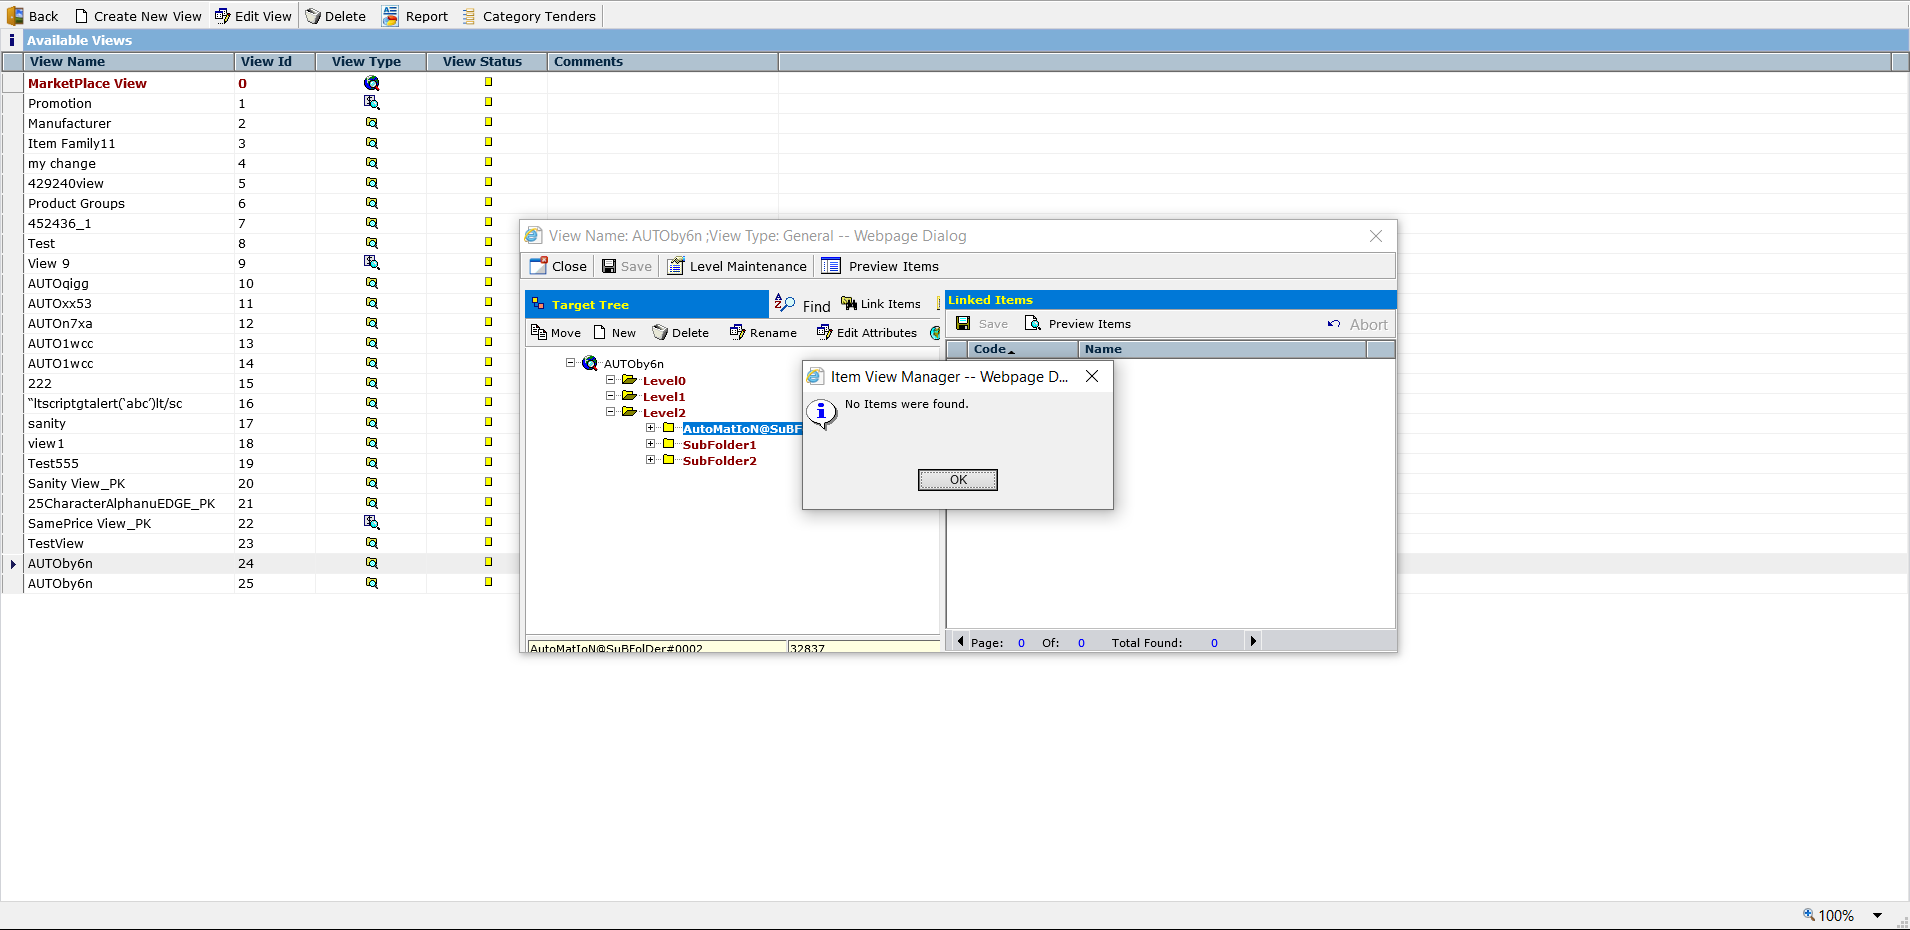 Back Create New View Edit View Delete Report Category Tenders
Available Views
View Name View Id View Type View Status Comments
MarketPlace View 0
Promotion 1
Manufacturer 2
Item Family11 3
my change 4
429240view 5
Product Groups 6
452436_1 7
Test 8
View 9 9
AUTOqigg 10
AUTOxx53 11
AUTOn7xa 12
AUTO1wcc 13
AUTO1wcc 14
222 15
“ltscriptgtalert(‘abc’)lt/sc 16
sanity 17
view1 18
Test555 19
Sanity View_PK 20
25CharacterAlphanuEDGE_PK 21
SamePrice View_PK 22
TestView 23
AUTOby6n 24
AUTOby6n 25
View Name: AUTOby6n ;View Type: General -- Webpage Dialog
Close Save Level Maintenance Preview Items
Target Tree Find Link Items
Move New Delete Rename Edit Attributes
AUTOby6n
Level0
Level1
Level2
AutoMatIoN@SuBF
SubFolder1
SubFolder2
AutoMatIoN@SuBFolDer#0002 32837
Linked Items
Save Preview Items Abort
Code Name
Page: 0 Of: 0 Total Found: 0
Item View Manager -- Webpage D...
No Items were found.
OK
100%